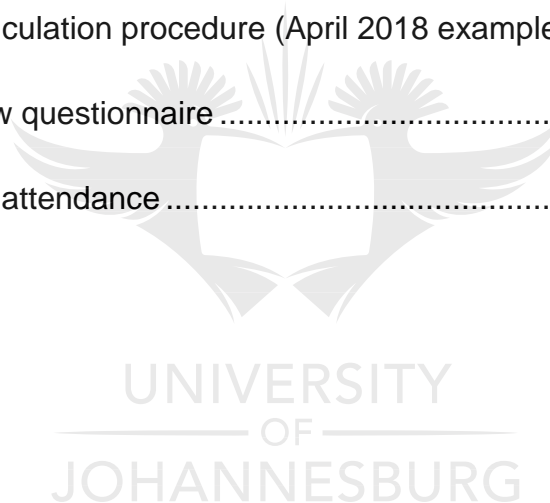 culation procedure (April 2018 example
w questionnaire ....................................
attendance ..........................................
UNIVERSITY
OF
JOHANNESBURG